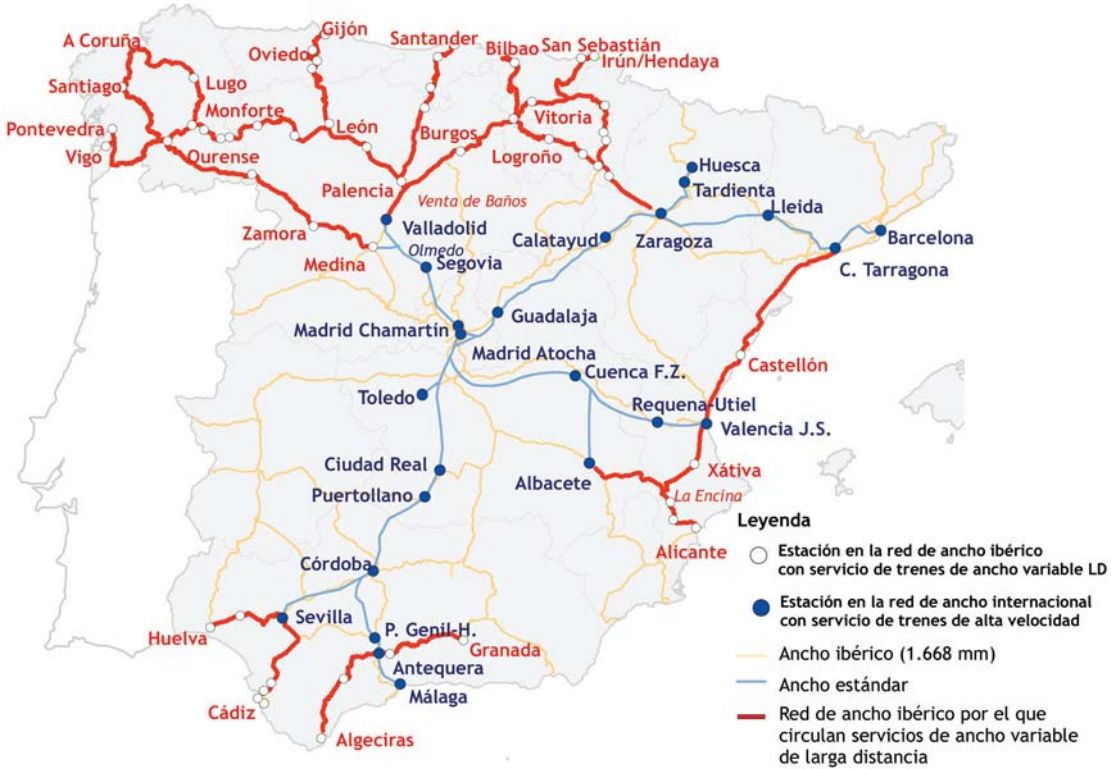 Gijón
A Coruña
Santander
Bilbao
San Sebastián
Oviedo
Irún/Hendaya
Santiago
Lugo
Monforte
Vitoria
Pontevedra
León
Burgos
Vigo
Ourense
Logroño
Huesca
Palencia
Tardienta
Venta de Baños
Lleida
Zamora
Valladolid
Calatayud
Zaragoza
Barcelona
Olmedo
Medina
Segovia
C. Tarragona
Guadalaja
Madrid Chamartín
Madrid Atocha
Castellón
Cuenca F.Z.
Toledo
Requena-Utiel
Valencia J.S.
Ciudad Real
Xátiva
Albacete
Puertollano
La Encina
Leyenda
Alicante
Estación en la red de ancho ibérico
con servicio de trenes de ancho variable LD
Córdoba
Estación en la red de ancho internacional
con servicio de trenes de alta velocidad
Sevilla
Huelva
P. Genil-H.
Granada
Ancho ibérico (1.668 mm)
Antequera
Ancho estándar
Málaga
Cádiz
Red de ancho ibérico por el que
circulan servicios de ancho variable
de larga distancia
Algeciras